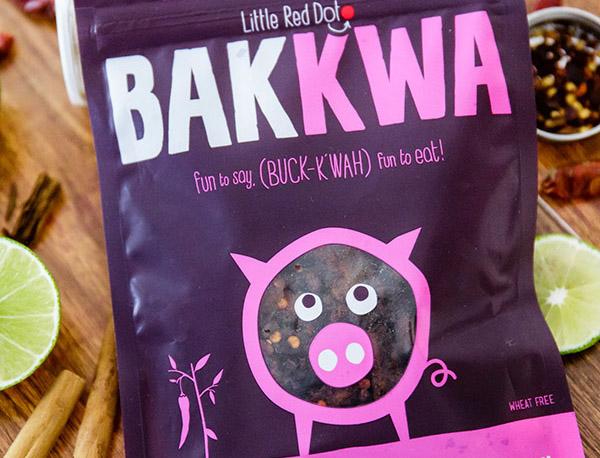 Little Red Dot
BAKKWA
fun to say, (BUCK-K'WAH) fun to eat!
WHEAT FREE